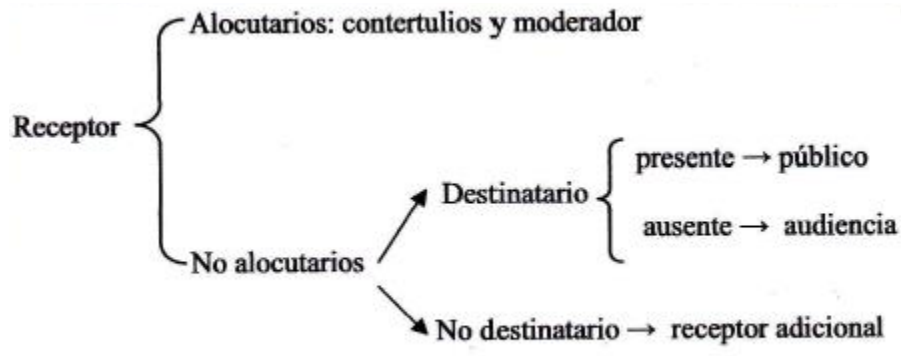 Alocutarios: contertulios y moderador
Receptor
presente → público
Destinatario
ausente → audiencia
No alocutarios
No destinatario → receptor adicional